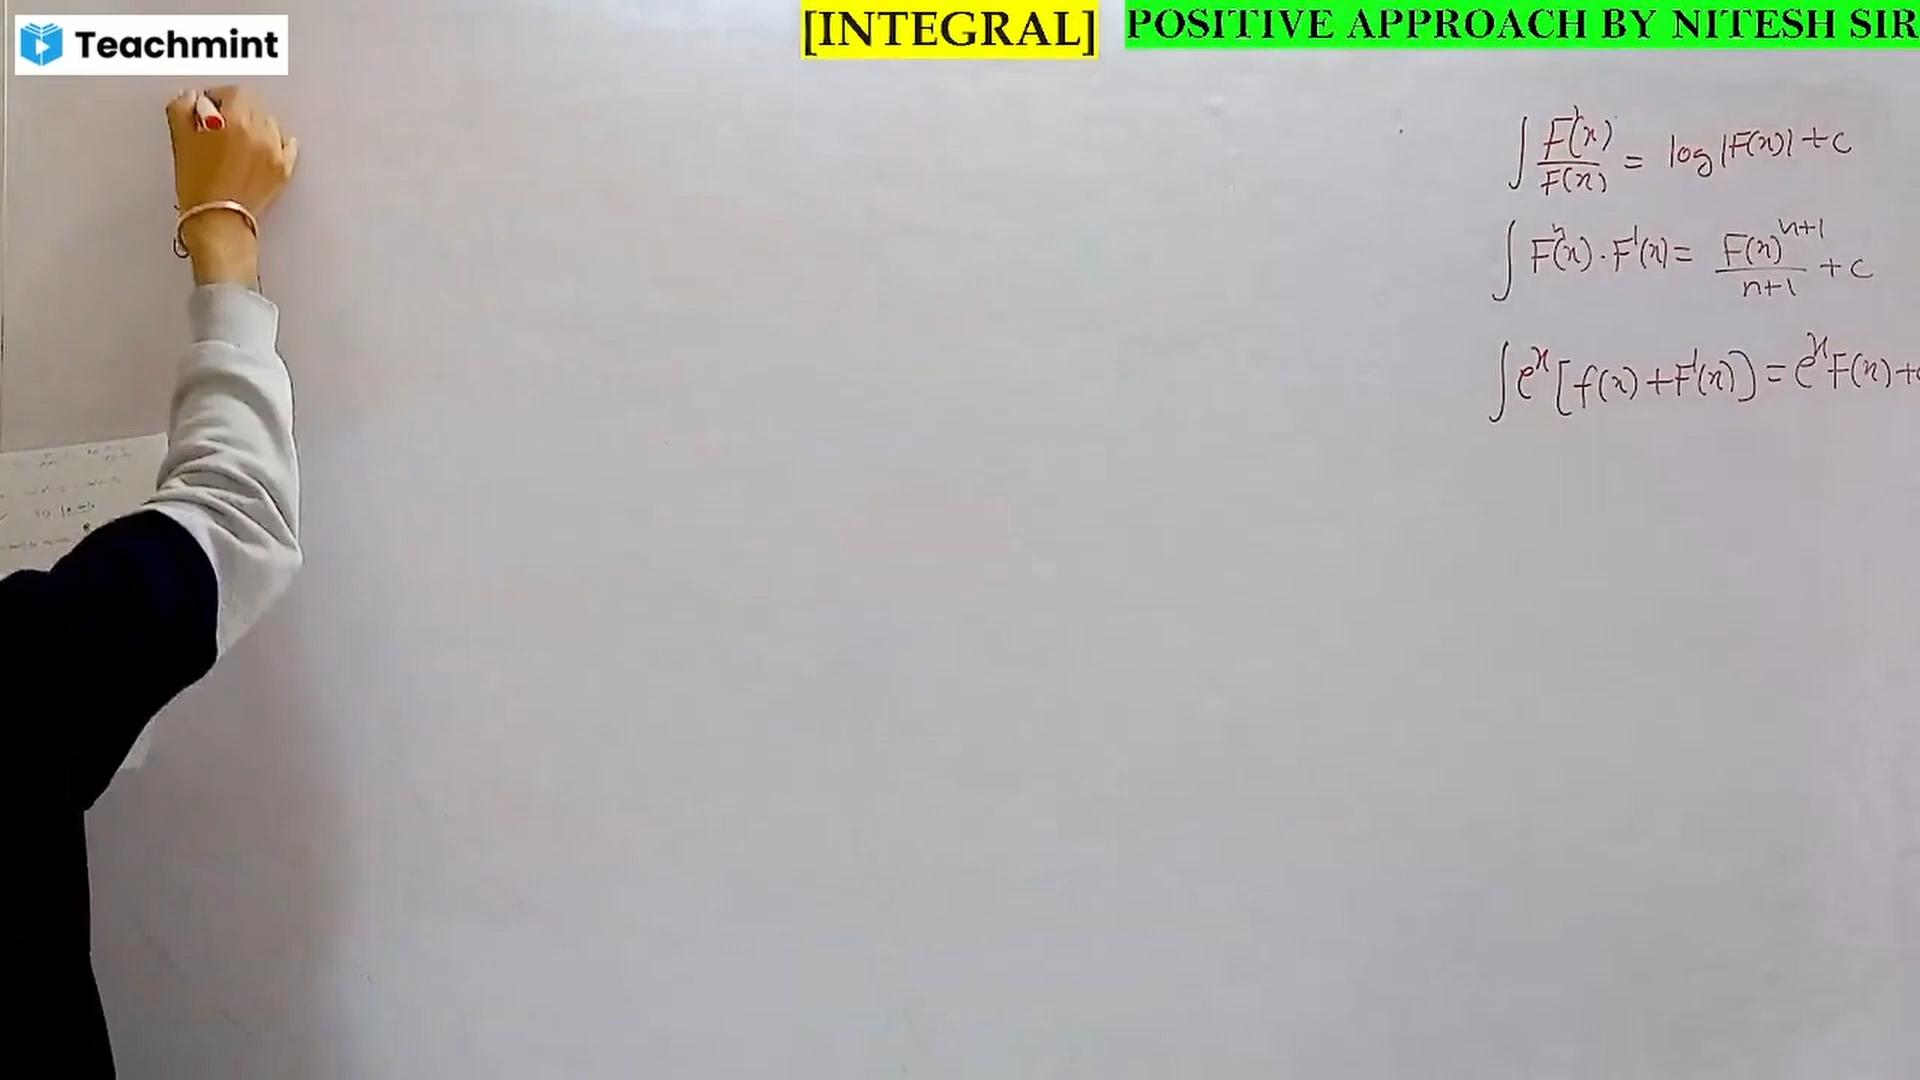 Teachmint
[INTEGRAL]
POSITIVE APPROACH BY NITESH SIR
∫ F'(x)/F(x) = log |F(x)| + c
∫ Fⁿ(x) . F'(x) = F(x)ⁿ⁺¹/n+1 + c
∫ eˣ [f(x) + F'(x)] = eˣ F(x) + c